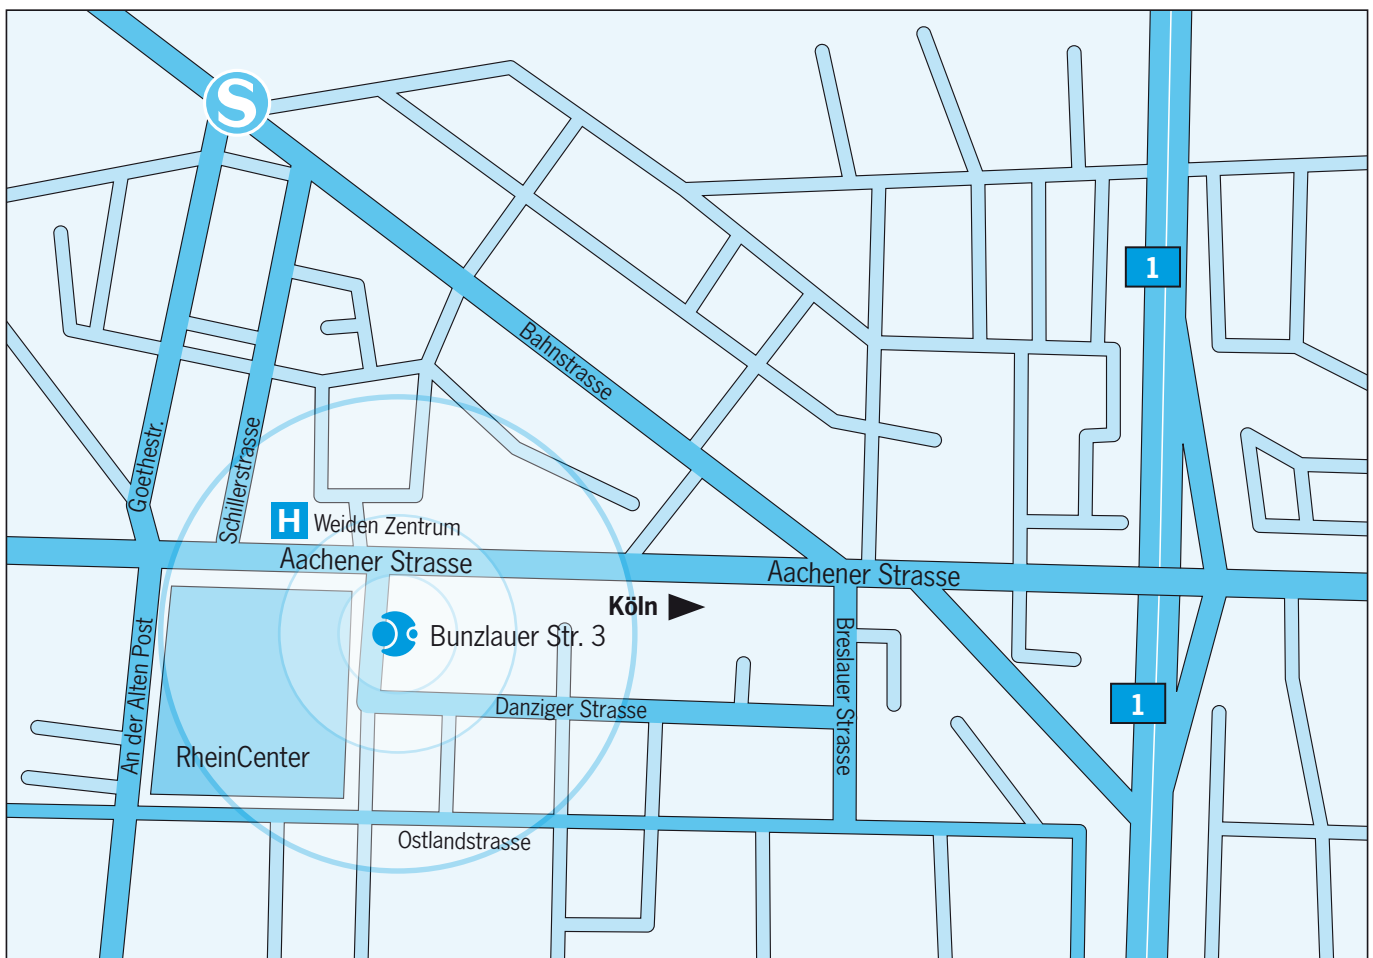 S
1
Bahnstrasse
Goethestr.
Schillerstrasse
H Weiden Zentrum
Aachener Strasse
Aachener Strasse
Köln
Bunzlauer Str. 3
An der Alten Post
Breslauer Strasse
Danziger Strasse
1
RheinCenter
Ostlandstrasse